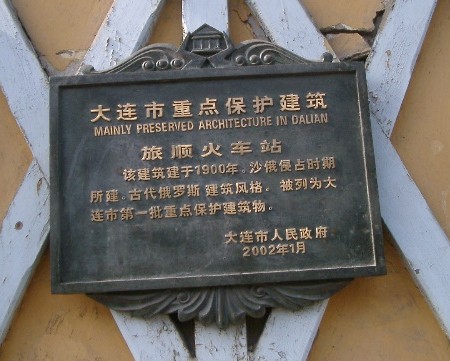 大连市重点保护建筑
MAINLY PRESERVED ARCHITECTURE IN DALIAN
旅顺火车站
该建筑建于1900年。沙俄侵占时期
所建。古代俄罗斯 建筑风格。被列为大
连市第一批重点保护建筑物。
大连市人民政府
2002年1月